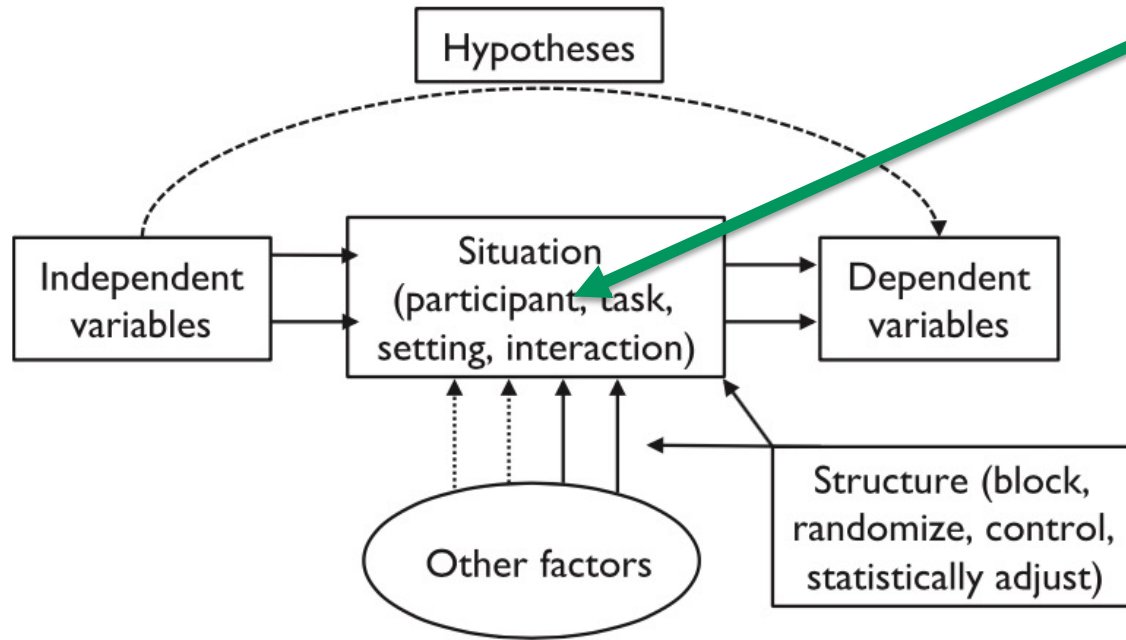 Hypotheses
Independent
variables
Situation
(participant, task,
setting, interaction)
Dependent
variables
Other factors
Structure (block,
randomize, control,
statistically adjust)